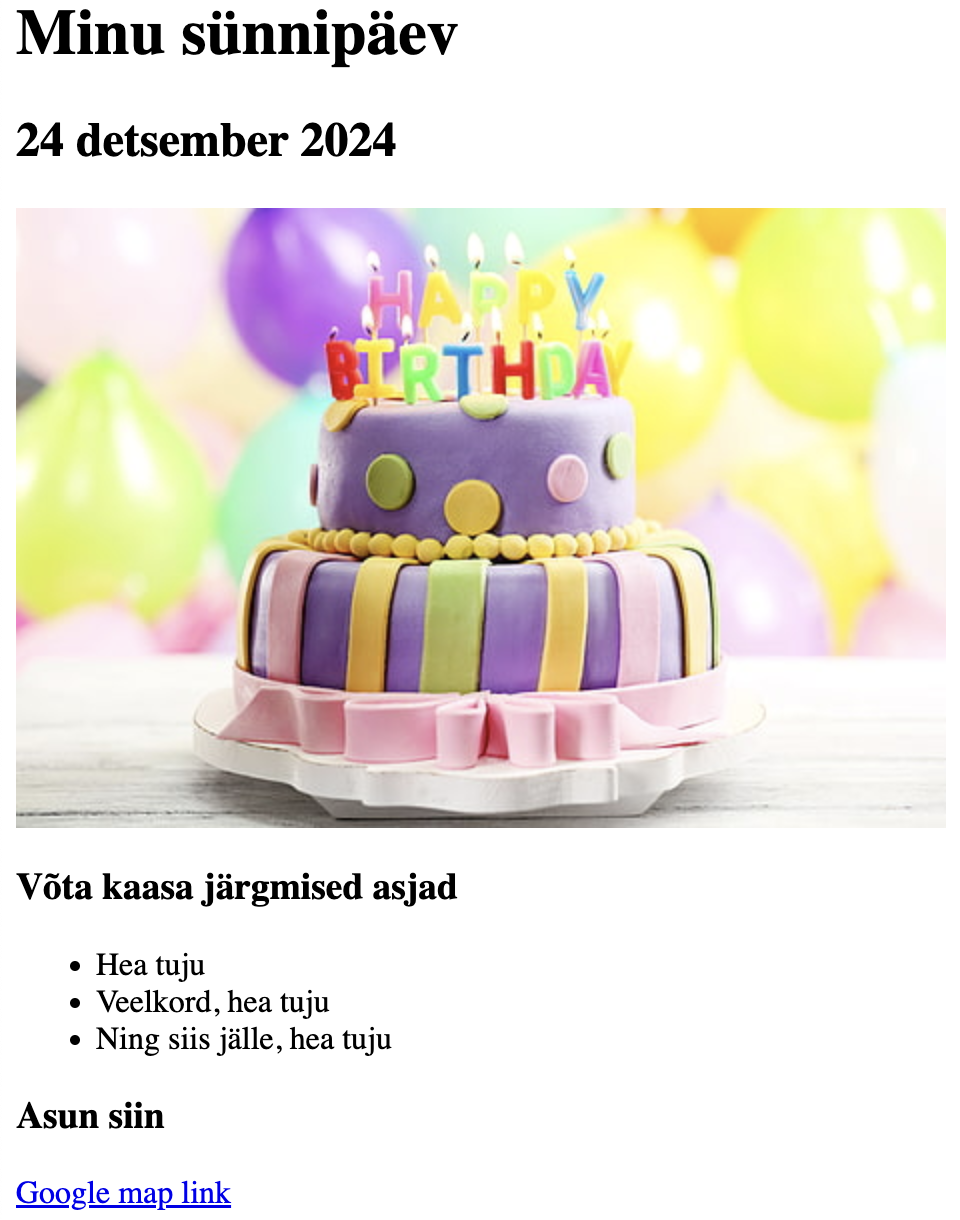 Minu sünnipäev
24 detsember 2024
HAPPY
BIRTHDAY
Võta kaasa järgmised asjad
Hea tuju
Veelkord, hea tuju
Ning siis jälle, hea tuju
Asun siin
Google map link